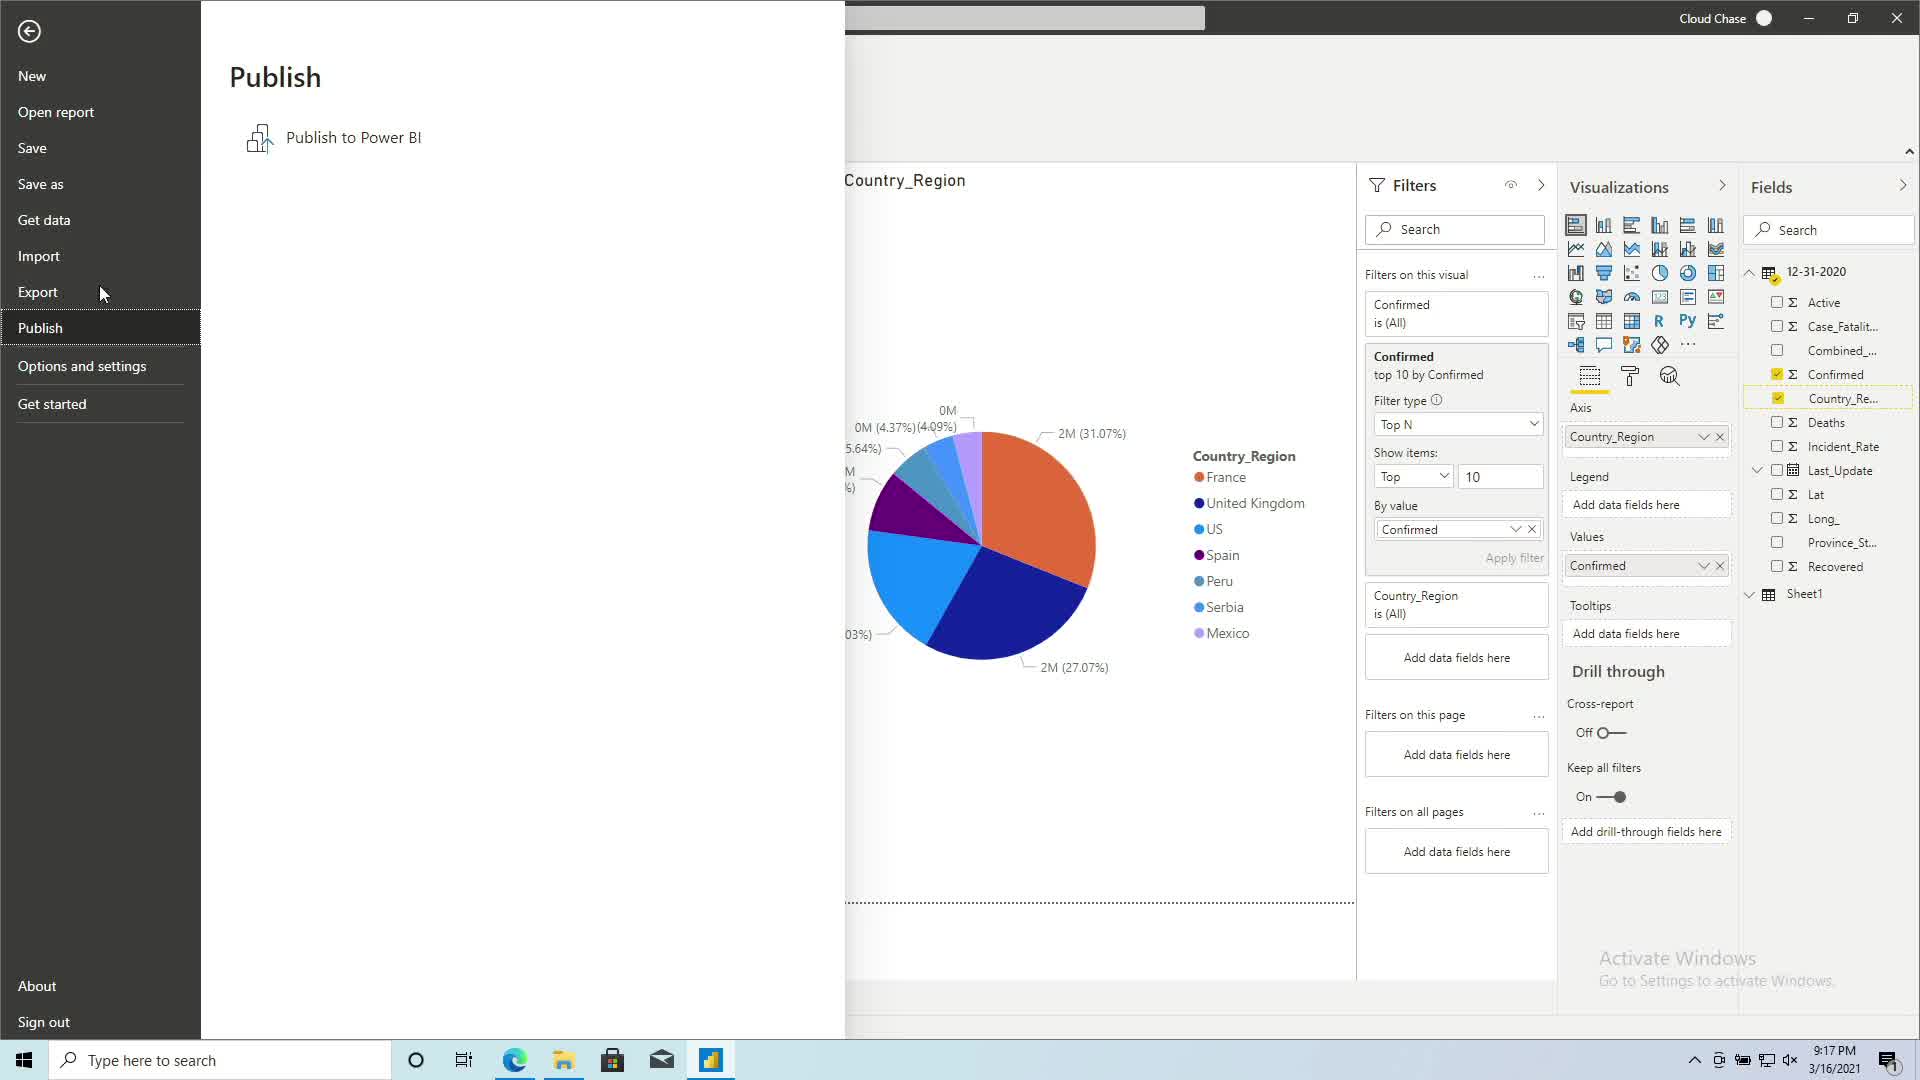 Cloud Chase
New
Open report
Save
Save as
Get data
Import
Export
Publish
Options and settings
Get started
About
Sign out
Publish
Publish to Power BI
Country_Region
0M
0M (4.37%)
(4.09%)
5.64%)
M
%)
03%)
2M (31.07%)
2M (27.07%)
Country_Region
France
United Kingdom
US
Spain
Peru
Serbia
Mexico
Filters
Search
Filters on this visual
...
Confirmed
is (All)
Confirmed
top 10 by Confirmed
Filter type
Top N
Show items:
Top
10
By value
Confirmed
Apply filter
Country_Region
is (All)
Add data fields here
Filters on this page
...
Add data fields here
Filters on all pages
...
Add data fields here
Visualizations
123
R
Py
...
Axis
Country_Region
Legend
Add data fields here
Values
Confirmed
Tooltips
Add data fields here
Drill through
Cross-report
Off
Keep all filters
On
Add drill-through fields here
Fields
Search
12-31-2020
Σ Active
Σ Case_Fatalit...
Combined_...
Σ Confirmed
Country_Re...
Σ Deaths
Σ Incident_Rate
Last_Update
Σ Lat
Σ Long_
Province_St...
Σ Recovered
Sheet1
Activate Windows
Go to Settings to activate Windows.
Type here to search
9:17 PM
3/16/2021
1